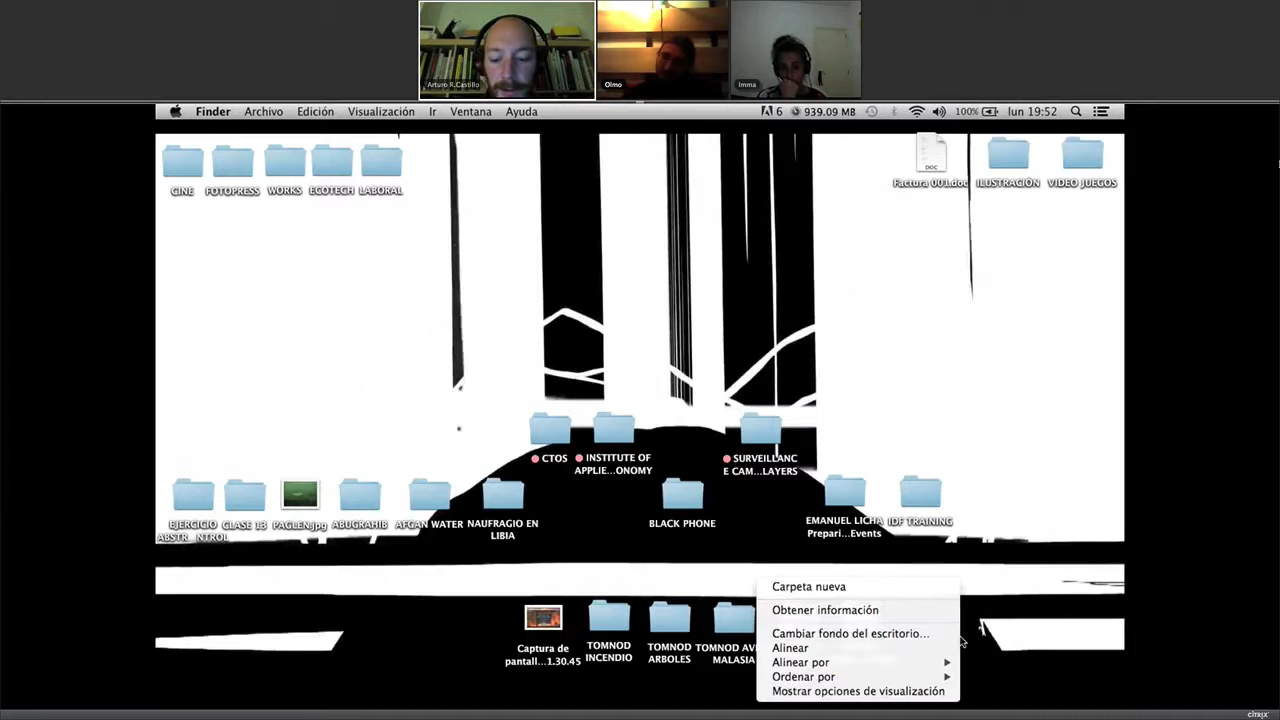 Arturo R.Castillo
Olmo
Imma
Finder Archivo Edición Visualización Ir Ventana Ayuda
6 939.09 MB 100% lun 19:52
CINE
FOTOPRESS
WORKS
ECOTECH
LABORAL
DOC
Factura 001.doc
ILUSTRACIÓN
VIDEO JUEGOS
CTOS
INSTITUTE OF
APPLIE...ONOMY
SURVEILLANC
E CAM...LAYERS
EJERCICIO
ABSTR...NTROL
CLASE 13
PAGLEN.jpg
ABUGRAHIB
AFGAN WATER
NAUFRAGIO EN
LIBIA
BLACK PHONE
EMANUEL LICHA
Prepari...Events
IDF TRAINING
Captura de
pantall...1.30.45
TOMNOD
INCENDIO
TOMNOD
ARBOLES
TOMNOD AV
MALASIA
Carpeta nueva
Obtener información
Cambiar fondo del escritorio...
Alinear
Alinear por
Ordenar por
Mostrar opciones de visualización
CITRIX